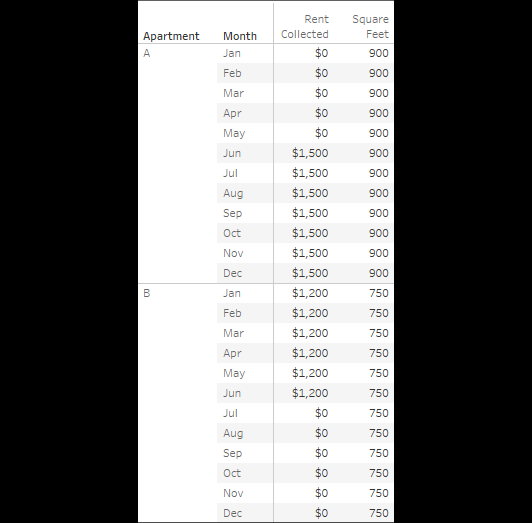 Rent Square
Apartment Month Collected Feet
A Jan $0 900
Feb $0 900
Mar $0 900
Apr $0 900
May $0 900
Jun $1,500 900
Jul $1,500 900
Aug $1,500 900
Sep $1,500 900
Oct $1,500 900
Nov $1,500 900
Dec $1,500 900
B Jan $1,200 750
Feb $1,200 750
Mar $1,200 750
Apr $1,200 750
May $1,200 750
Jun $1,200 750
Jul $0 750
Aug $0 750
Sep $0 750
Oct $0 750
Nov $0 750
Dec $0 750